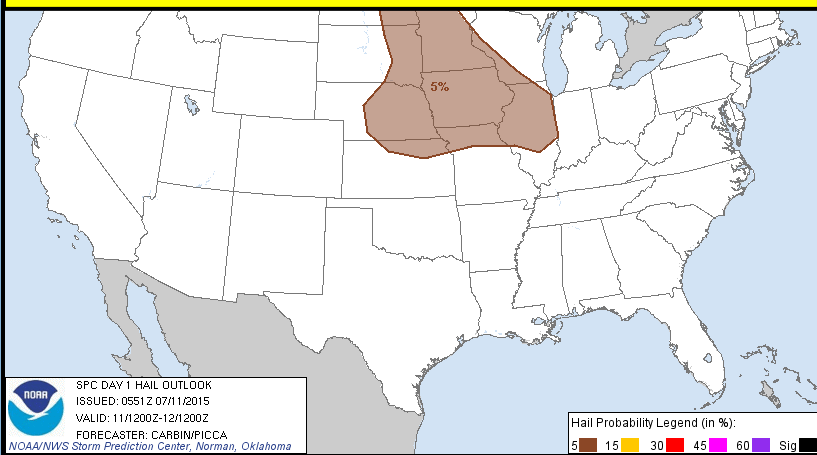 5%
SPC DAY 1 HAIL OUTLOOK
ISSUED: 0551Z 07/11/2015
VALID: 11/1200Z-12/1200Z
FORECASTER: CARBIN/PICCA
NOAA
NOAA/NWS Storm Prediction Center, Norman, Oklahoma
Hail Probability Legend (in %):
5 15 30 45 60 Sig